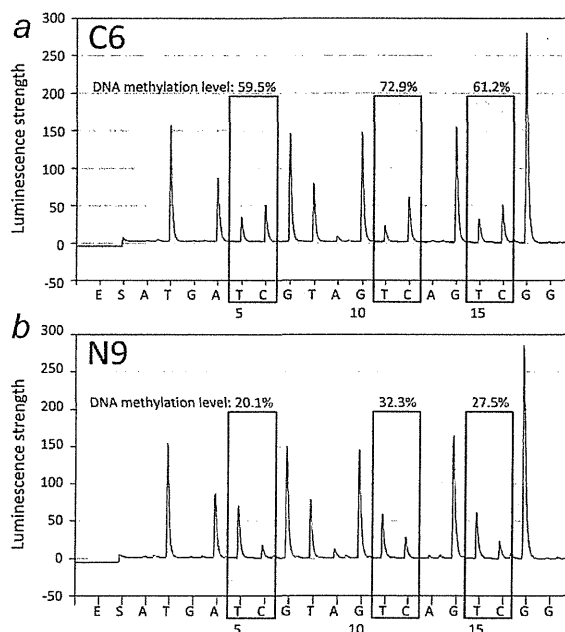 a
C6
300
250
200
150
100
50
0
-50
Luminescence strength
DNA methylation level: 59.5% 72.9% 61.2%
E S A T G A T C G T A G T C A G T C G G
5 10 15
b
N9
300
250
200
150
100
50
0
-50
Luminescence strength
DNA methylation level: 20.1% 32.3% 27.5%
E S A T G A T C G T A G T C A G T C G G
5 10 15